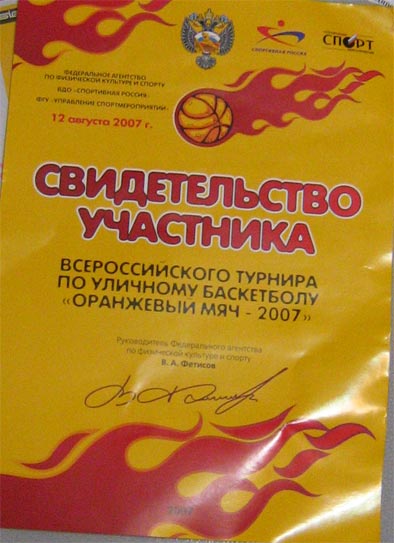 СПОРТИВНАЯ РОССИЯ
СПОРТ
ФЕДЕРАЛЬНОЕ АГЕНТСТВО
ПО ФИЗИЧЕСКОЙ КУЛЬТУРЕ И СПОРТУ
ВДО «СПОРТИВНАЯ РОССИЯ»
ФГУ «УПРАВЛЕНИЕ СПОРТМЕРОПРИЯТИЙ»
12 августа 2007 г.
СВИДЕТЕЛЬСТВО
УЧАСТНИКА
ВСЕРОССИЙСКОГО ТУРНИРА
ПО УЛИЧНОМУ БАСКЕТБОЛУ
«ОРАНЖЕВЫЙ МЯЧ - 2007»
Руководитель Федерального агентства
по физической культуре и спорту
В. А. Фетисов
2007